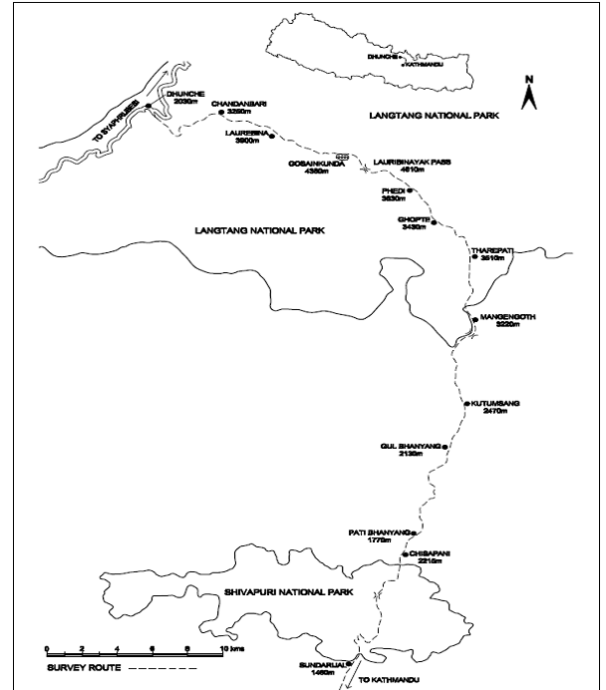 DHUNCHE
KATHMANDU
N
LANGTANG NATIONAL PARK
TO SYAPHRUBESI
DHUNCHE
2030m
CHANDANBARI
3250m
LAUREBINA
3900m
GOSAINKUNDA
4380m
LAURIBINAYAK PASS
4610m
PHEDI
3630m
GHOPTE
3430m
LANGTANG NATIONAL PARK
THAREPATI
3510m
MANGENGOTH
3220m
KUTUMSANG
2470m
GUL BHANYANG
2130m
PATI BHANYANG
1770m
CHISAPANI
2215m
SHIVAPURI NATIONAL PARK
0 2 4 6 8 10 kms
SURVEY ROUTE
SUNDARIJAL
1460m
TO KATHMANDU